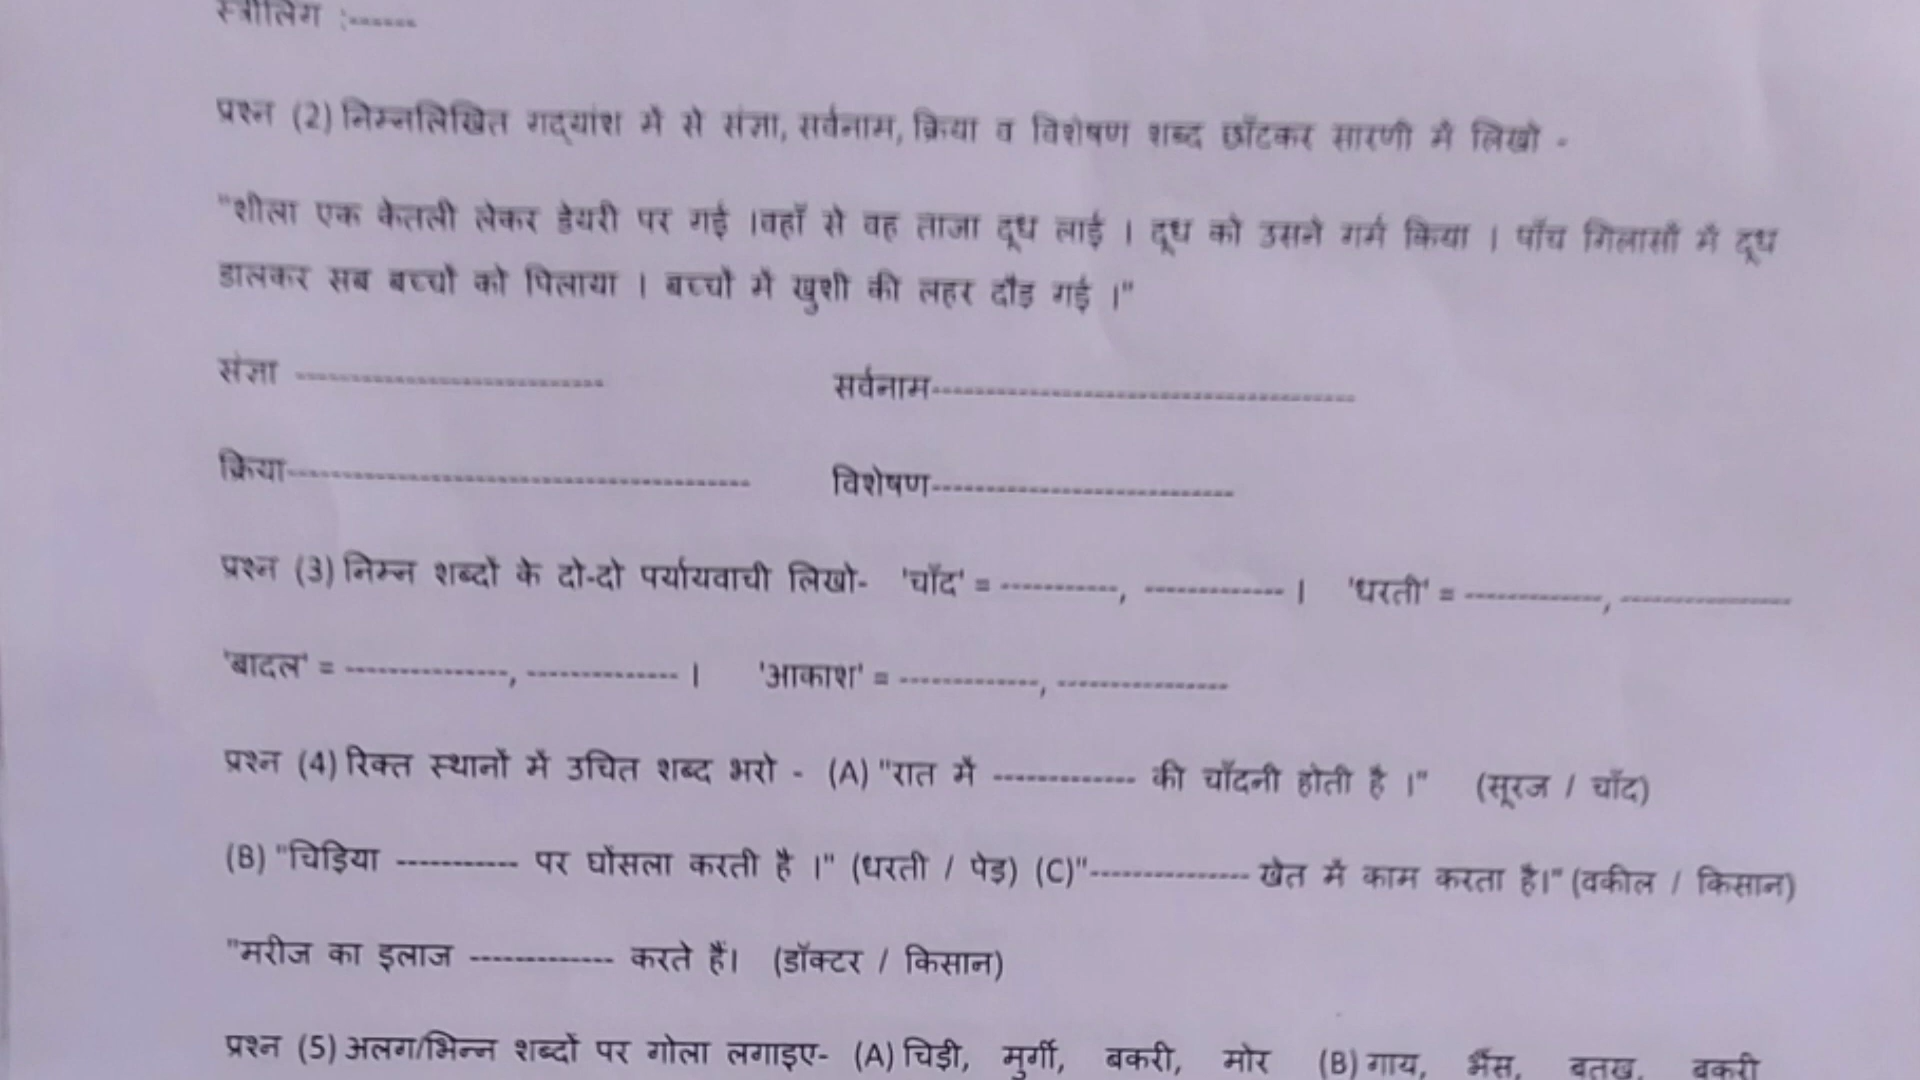 स्त्रीलिंग :------
प्रश्न (2) निम्नलिखित गद्यांश में से संज्ञा, सर्वनाम, क्रिया व विशेषण शब्द छाँटकर सारणी में लिखो -
"शीला एक केतली लेकर डेयरी पर गई ।वहाँ से वह ताजा दूध लाई । दूध को उसने गर्म किया । पाँच गिलासों में दूध
डालकर सब बच्चों को पिलाया । बच्चों में खुशी की लहर दौड़ गई ।"
संज्ञा ---------------------------- सर्वनाम---------------------------------------
क्रिया------------------------------------------ विशेषण----------------------------
प्रश्न (3) निम्न शब्दों के दो-दो पर्यायवाची लिखो- 'चाँद' = -----------, ------------- । 'धरती' = -------------, ----------------
'बादल' = ---------------, -------------- । 'आकाश' = -------------, ----------------
प्रश्न (4) रिक्त स्थानों में उचित शब्द भरो - (A) "रात में ------------- की चाँदनी होती है ।" (सूरज / चाँद)
(B) "चिड़िया ----------- पर घोंसला करती है ।" (धरती / पेड़) (C)"--------------- खेत में काम करता है।" (वकील / किसान)
"मरीज का इलाज ------------- करते हैं। (डॉक्टर / किसान)
प्रश्न (5) अलग/भिन्न शब्दों पर गोला लगाइए- (A) चिड़ी, मुर्गी, बकरी, मोर (B) गाय, भैंस, बतख, बकरी